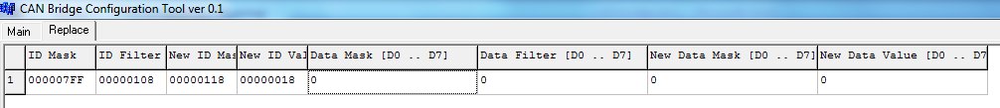 CAN Bridge Configuration Tool ver 0.1
Main Replace
ID Mask ID Filter New ID Mas New ID Val Data Mask [D0 .. D7] Data Filter [D0 .. D7] New Data Mask [D0 .. D7] New Data Value [D0 .. D7
1 000007FF 00000108 00000118 00000018 0 0 0 0